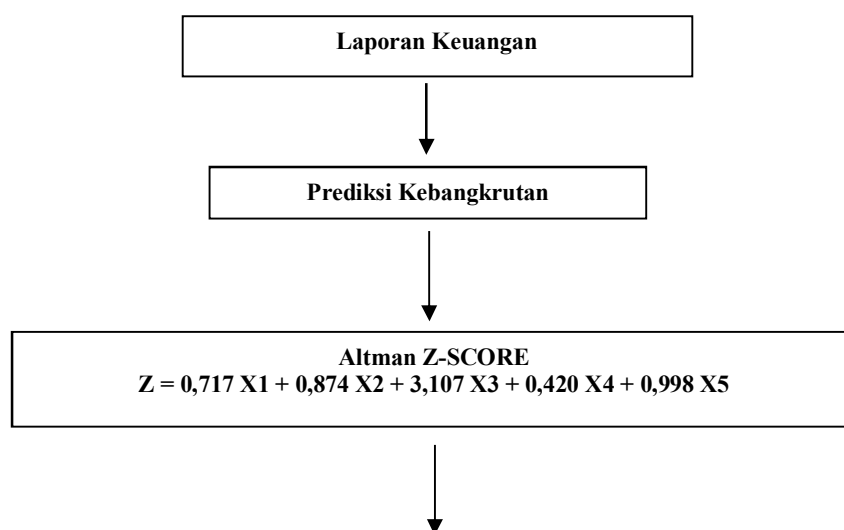 Laporan Keuangan
Prediksi Kebangkrutan
Altman Z-SCORE
Z = 0,717 X1 + 0,874 X2 + 3,107 X3 + 0,420 X4 + 0,998 X5